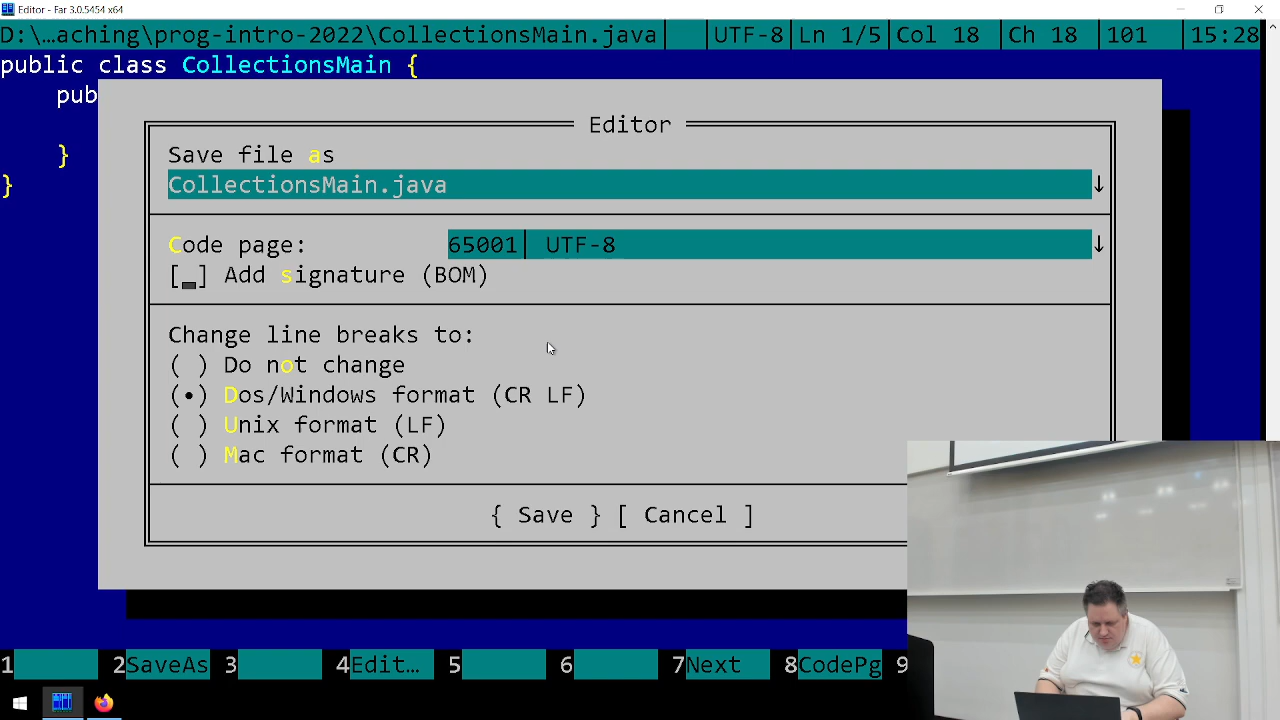 Editor - Far 3.0.5454 x64
D:\…aching\prog-intro-2022\CollectionsMain.java UTF-8 Ln 1/5 Col 18 Ch 18 101 15:28
public class CollectionsMain {
pub
}
}
Editor
Save file as
CollectionsMain.java ↓
Code page: 65001 UTF-8 ↓
[ ] Add signature (BOM)
Change line breaks to:
( ) Do not change
(•) Dos/Windows format (CR LF)
( ) Unix format (LF)
( ) Mac format (CR)
{ Save } [ Cancel ]
1 2SaveAs 3 4Edit… 5 6 7Next 8CodePg 9